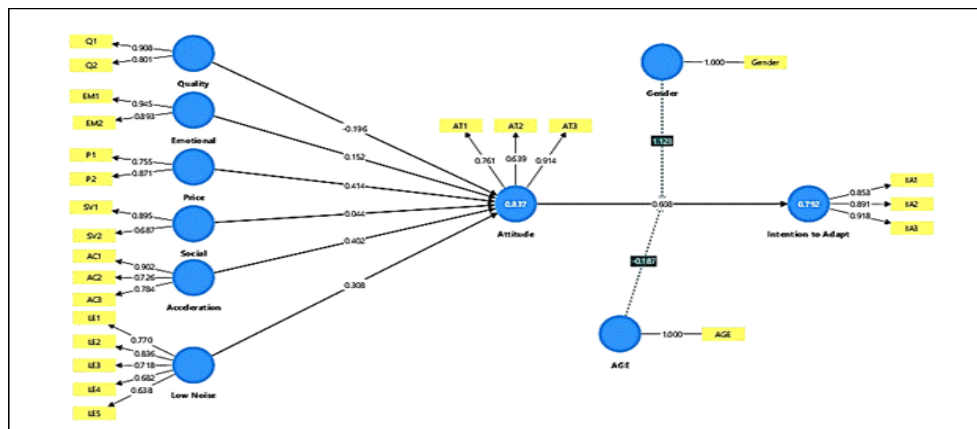 Q1
0.908
Q2
0.801
Quality
-0.196
EM1
0.945
EM2
0.893
Emotional
0.152
P1
0.755
P2
0.871
Price
0.414
SV1
0.895
SV2
0.687
Social
0.044
AC1
0.902
AC2
0.726
AC3
0.784
Acceleration
0.402
LE1
0.770
LE2
0.836
LE3
0.718
LE4
0.682
LE5
0.638
Low Noise
0.308
AT1 AT2 AT3
0.761 0.639 0.914
0.837
Attitude
0.608
Gender
1.000
Gender
1.123
-0.187
AGE
1.000
AGE
0.792
Intention to Adapt
0.853
IA1
0.891
IA2
0.918
IA3